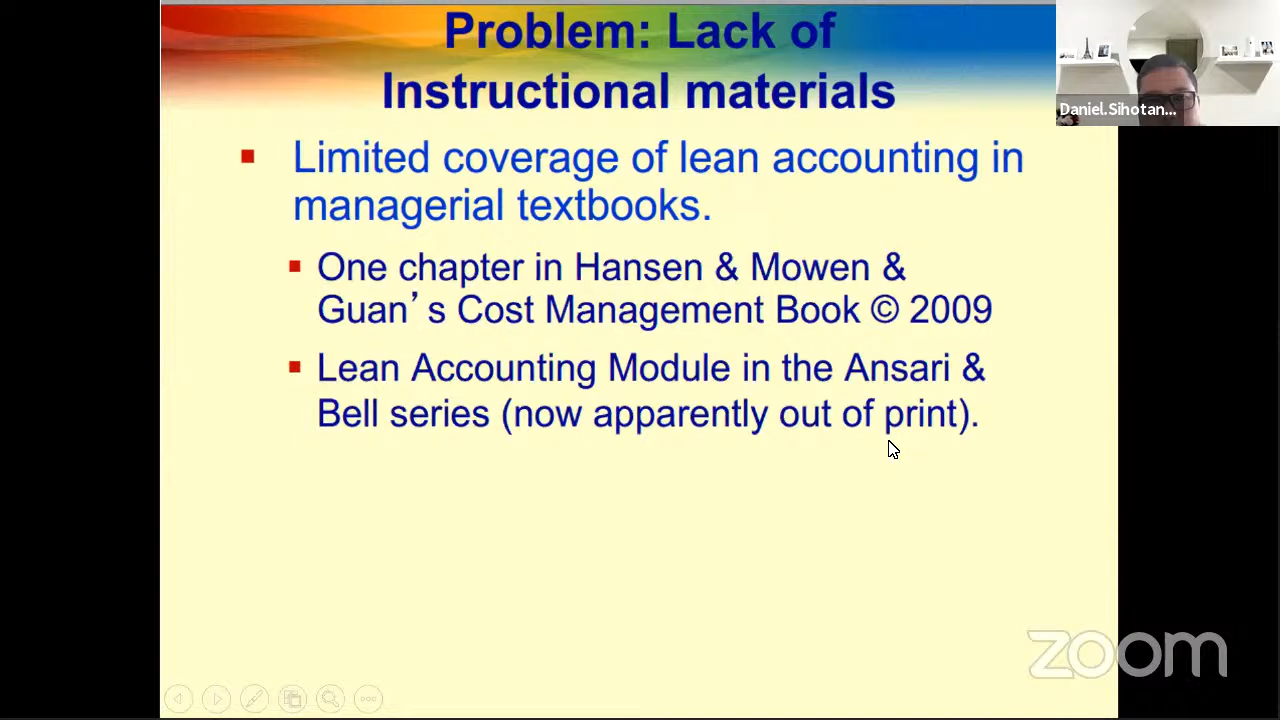 Problem: Lack of
Instructional materials
Daniel.Sihotan...
▪ Limited coverage of lean accounting in
managerial textbooks.
▪ One chapter in Hansen & Mowen &
Guan’s Cost Management Book © 2009
▪ Lean Accounting Module in the Ansari &
Bell series (now apparently out of print).
zoom